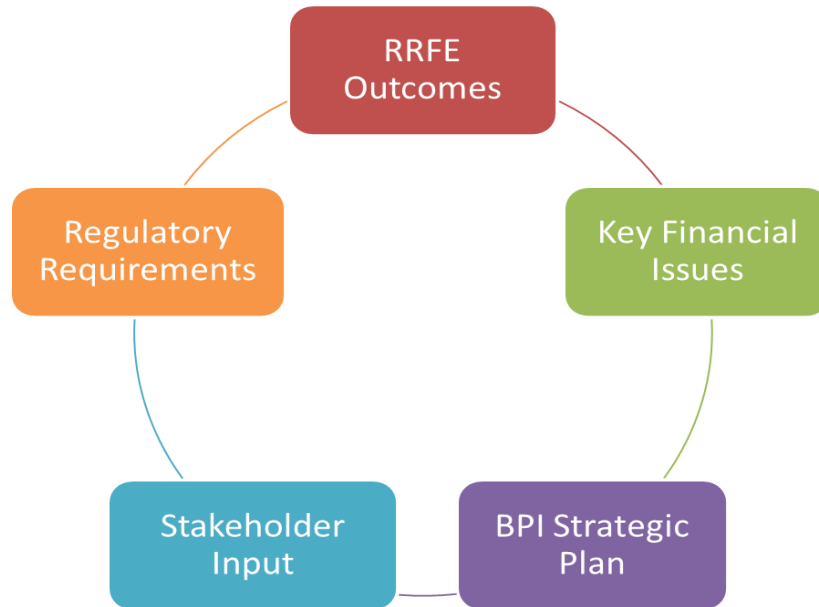 RRFE
Outcomes
Regulatory
Requirements
Key Financial
Issues
Stakeholder
Input
BPI Strategic
Plan